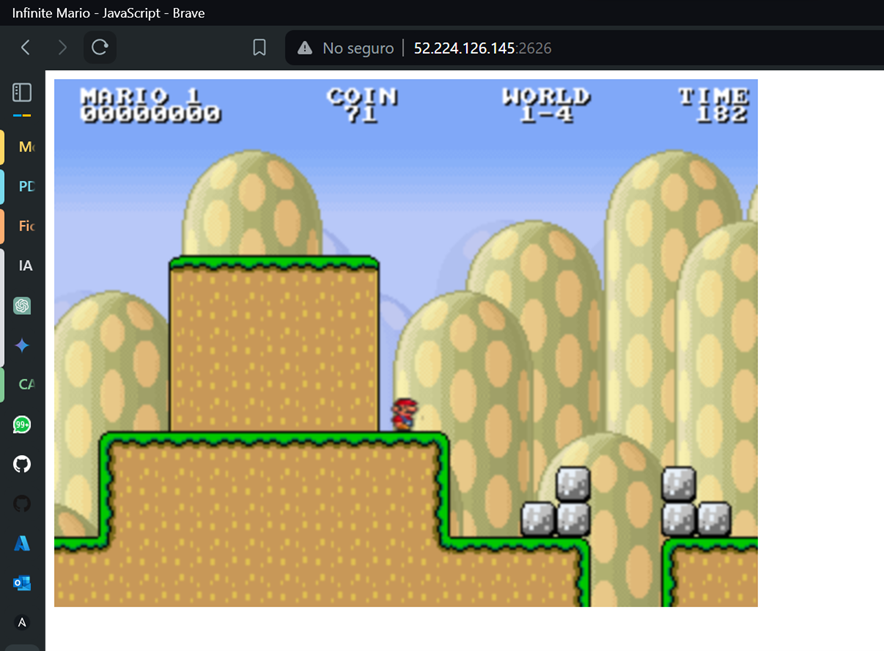 Infinite Mario - JavaScript - Brave
No seguro
52.224.126.145:2626
MARIO 1
00000000
COIN
71
WORLD
1-4
TIME
182
PD
Fic
IA
CA
99+
A